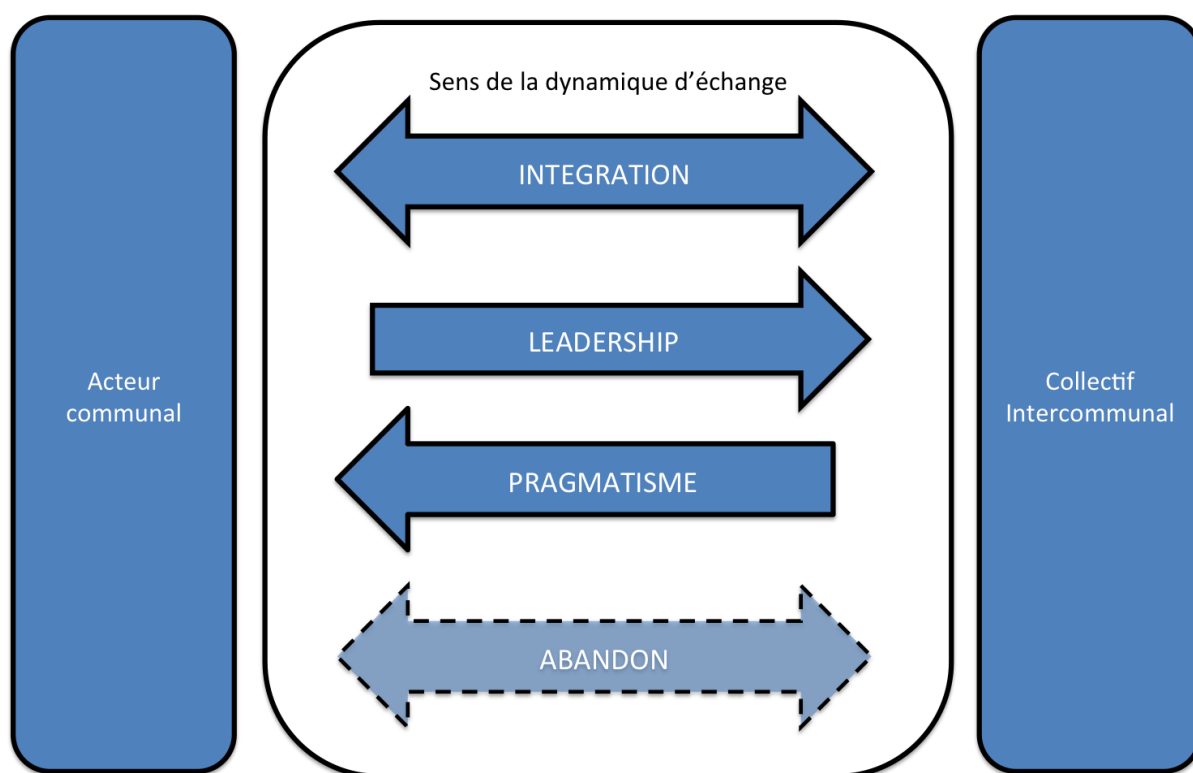 Sens de la dynamique d'échange
INTEGRATION
LEADERSHIP
Acteur
communal
Collectif
Intercommunal
PRAGMATISME
ABANDON